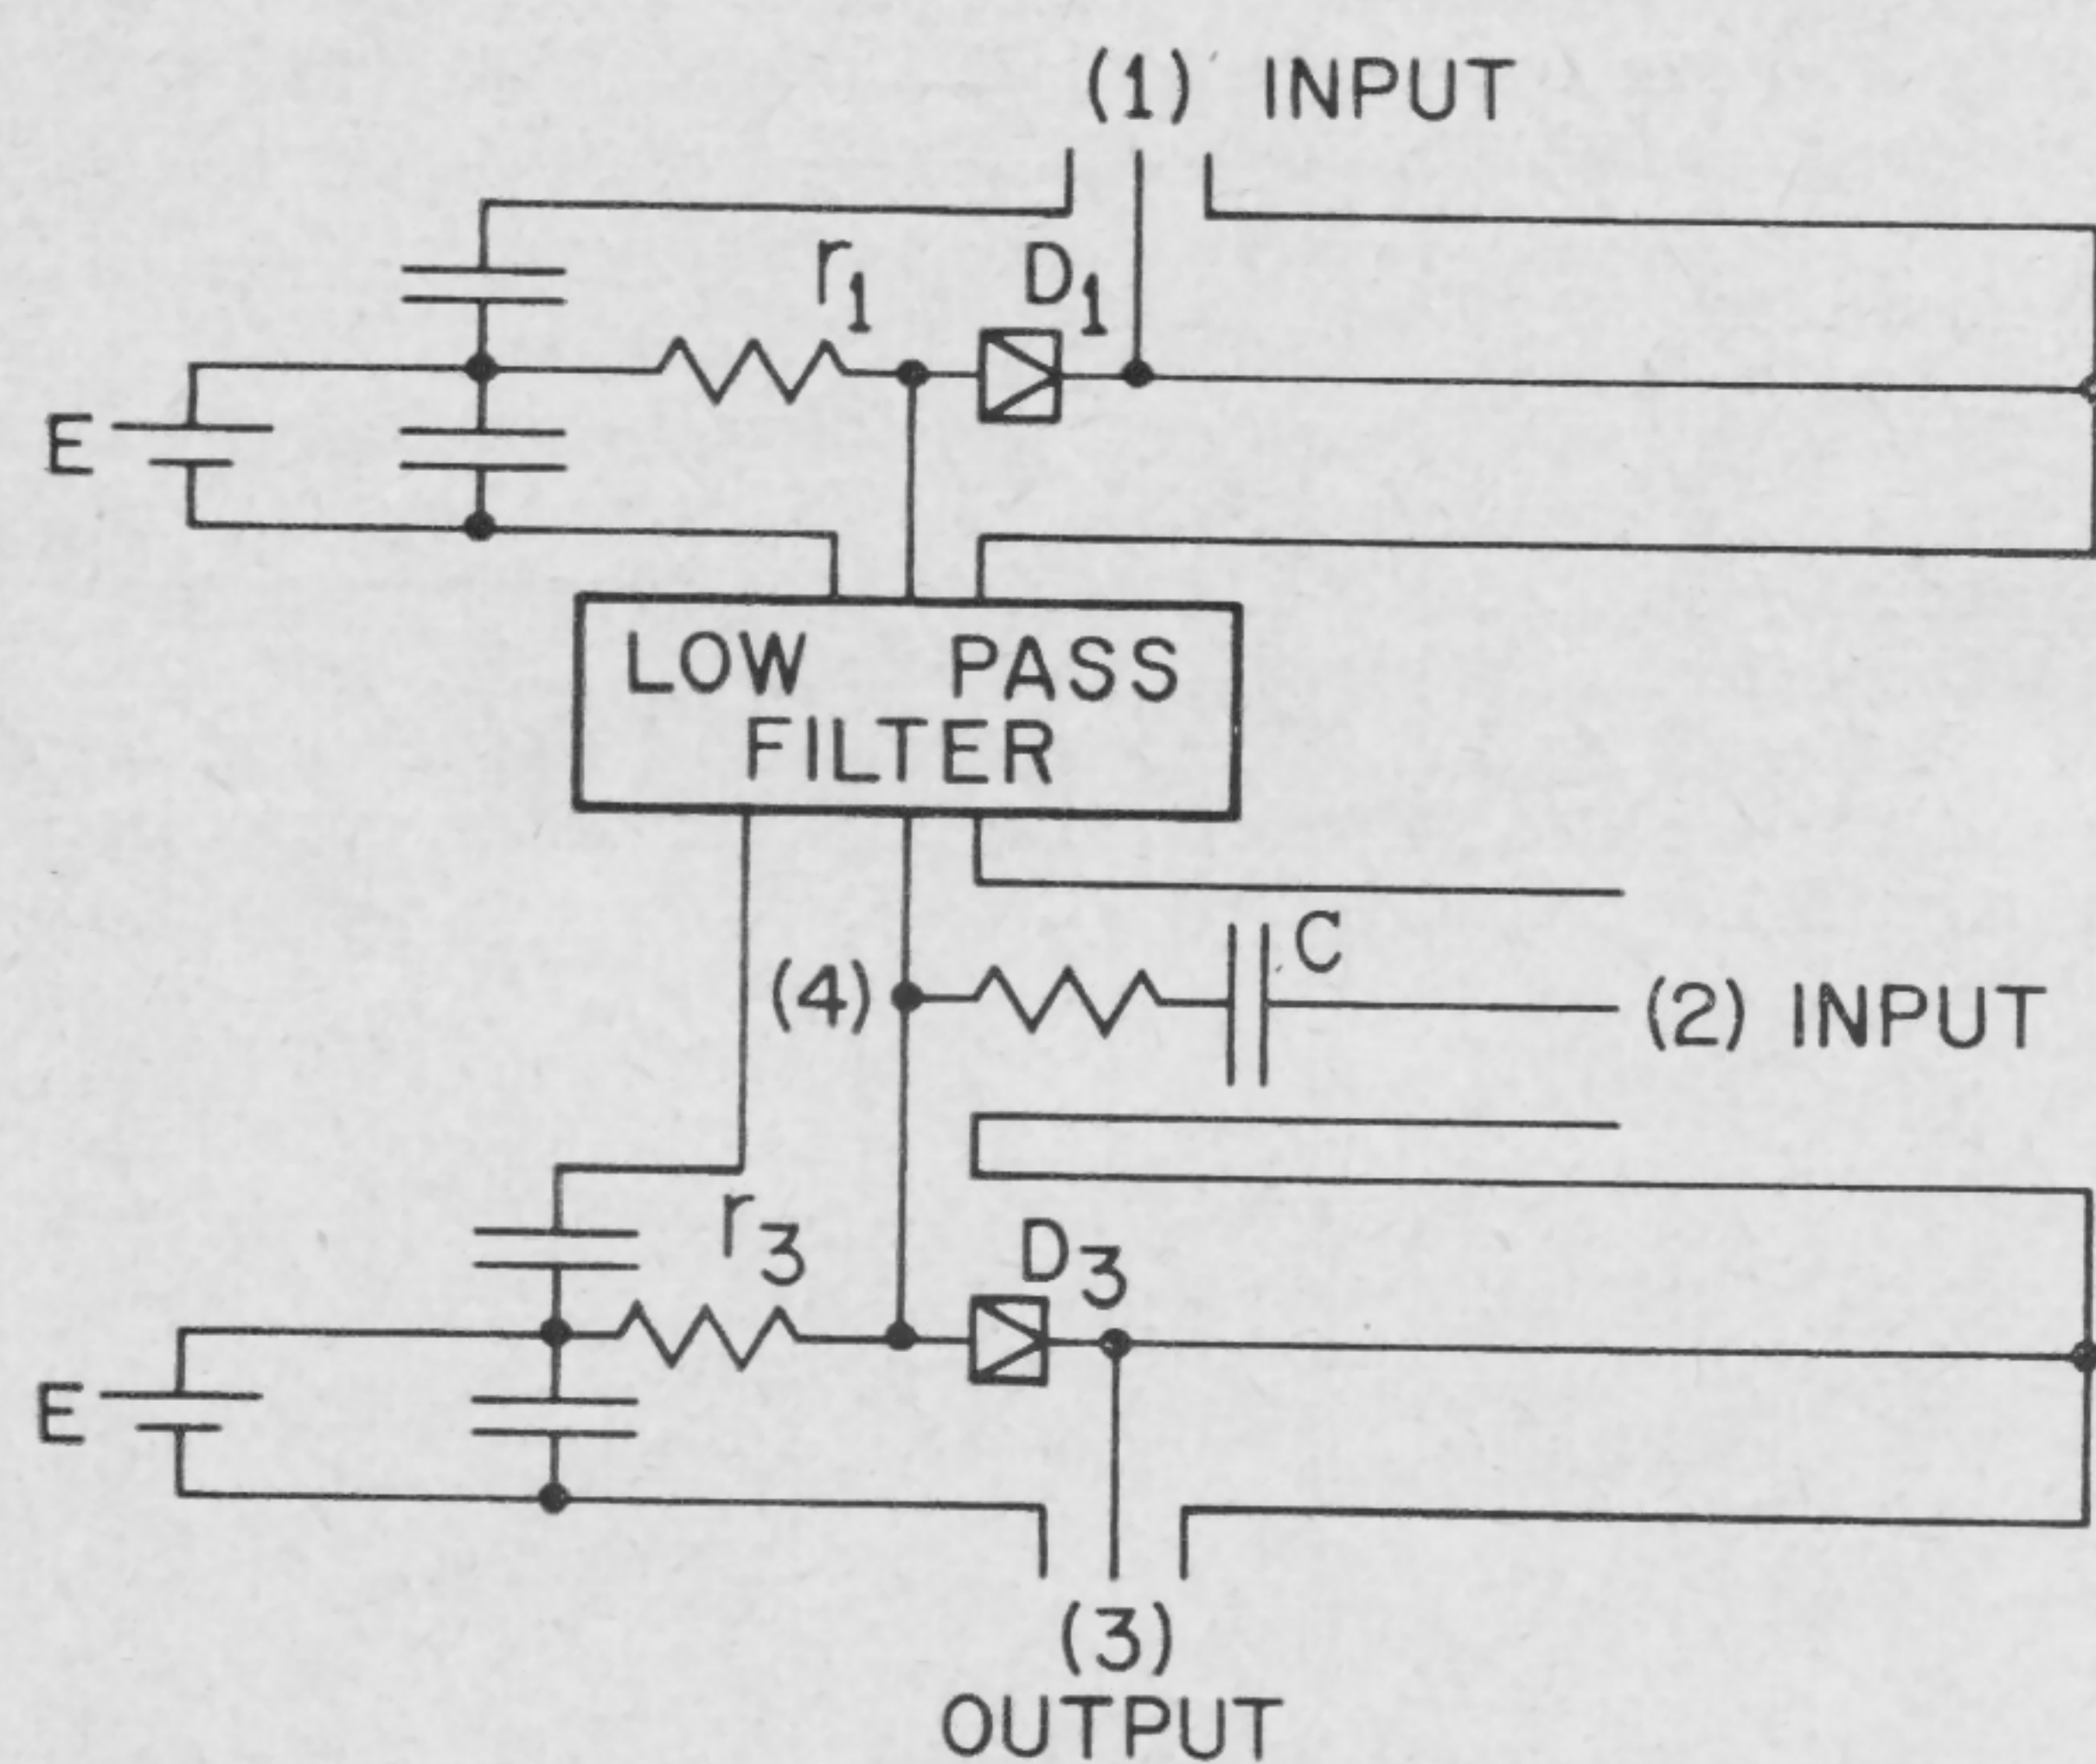 (1) INPUT
r1
D1
E
LOW PASS
FILTER
C
(4)
(2) INPUT
r3
D3
E
(3)
OUTPUT